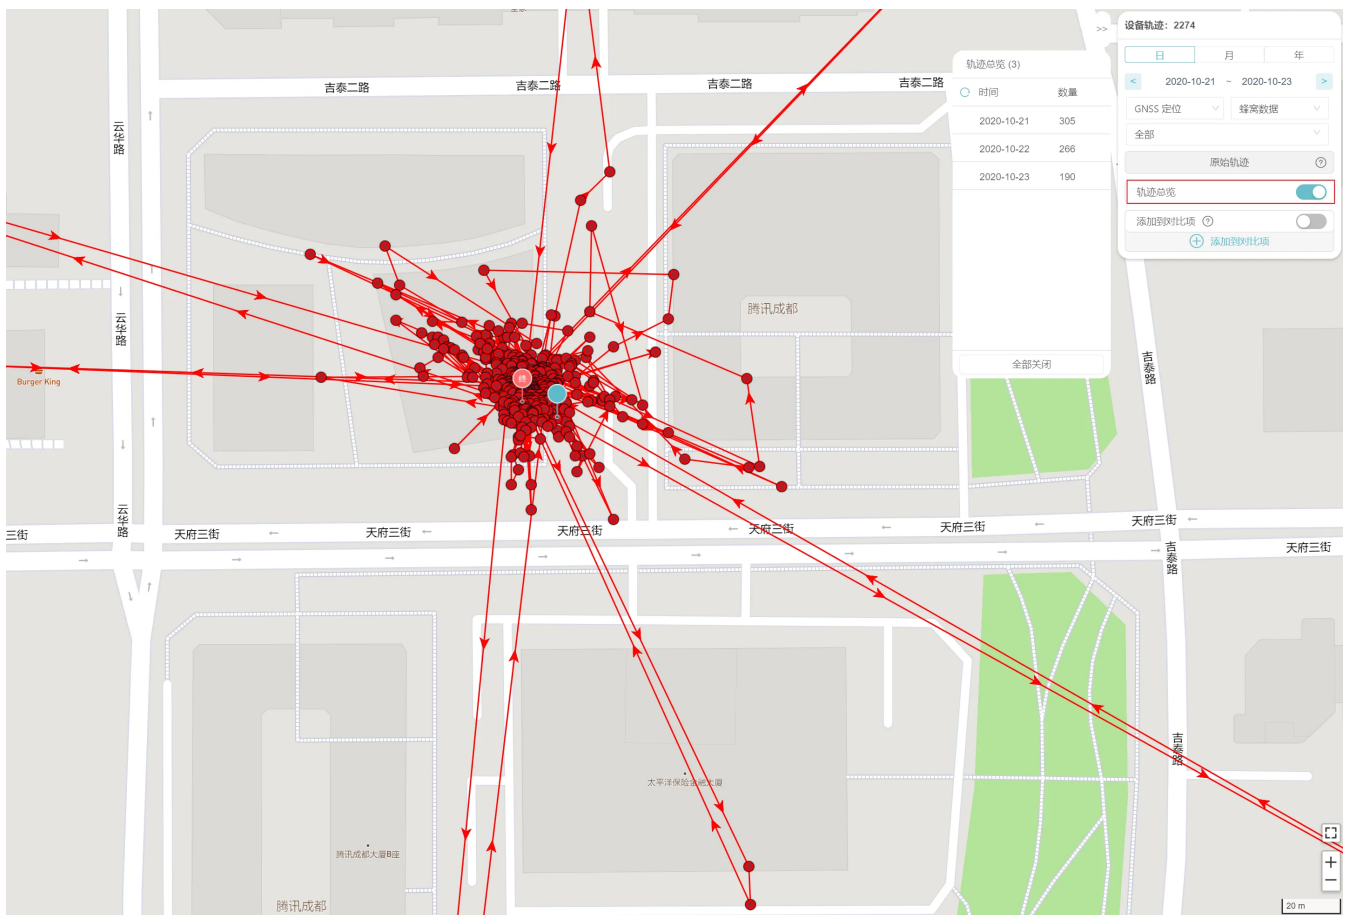 设备轨迹：2274
日 月 年
< 2020-10-21 ~ 2020-10-23 >
GNSS 定位 蜂窝数据
全部
原始轨迹 ?
轨迹总览
添加到对比项 ?
添加到对比项
>>
轨迹总览 (3)
时间 数量
2020-10-21 305
2020-10-22 266
2020-10-23 190
全部关闭
吉泰二路
吉泰二路
吉泰二路
吉泰二路
云华路
云华路
云华路
腾讯成都
Burger King
终
吉泰路
三街
天府三街
天府三街
天府三街
天府三街
天府三街
天府三街
天府三街
吉泰路
吉泰路
太平洋保险金融大厦
腾讯成都大厦B座
腾讯成都
+
−
20 m